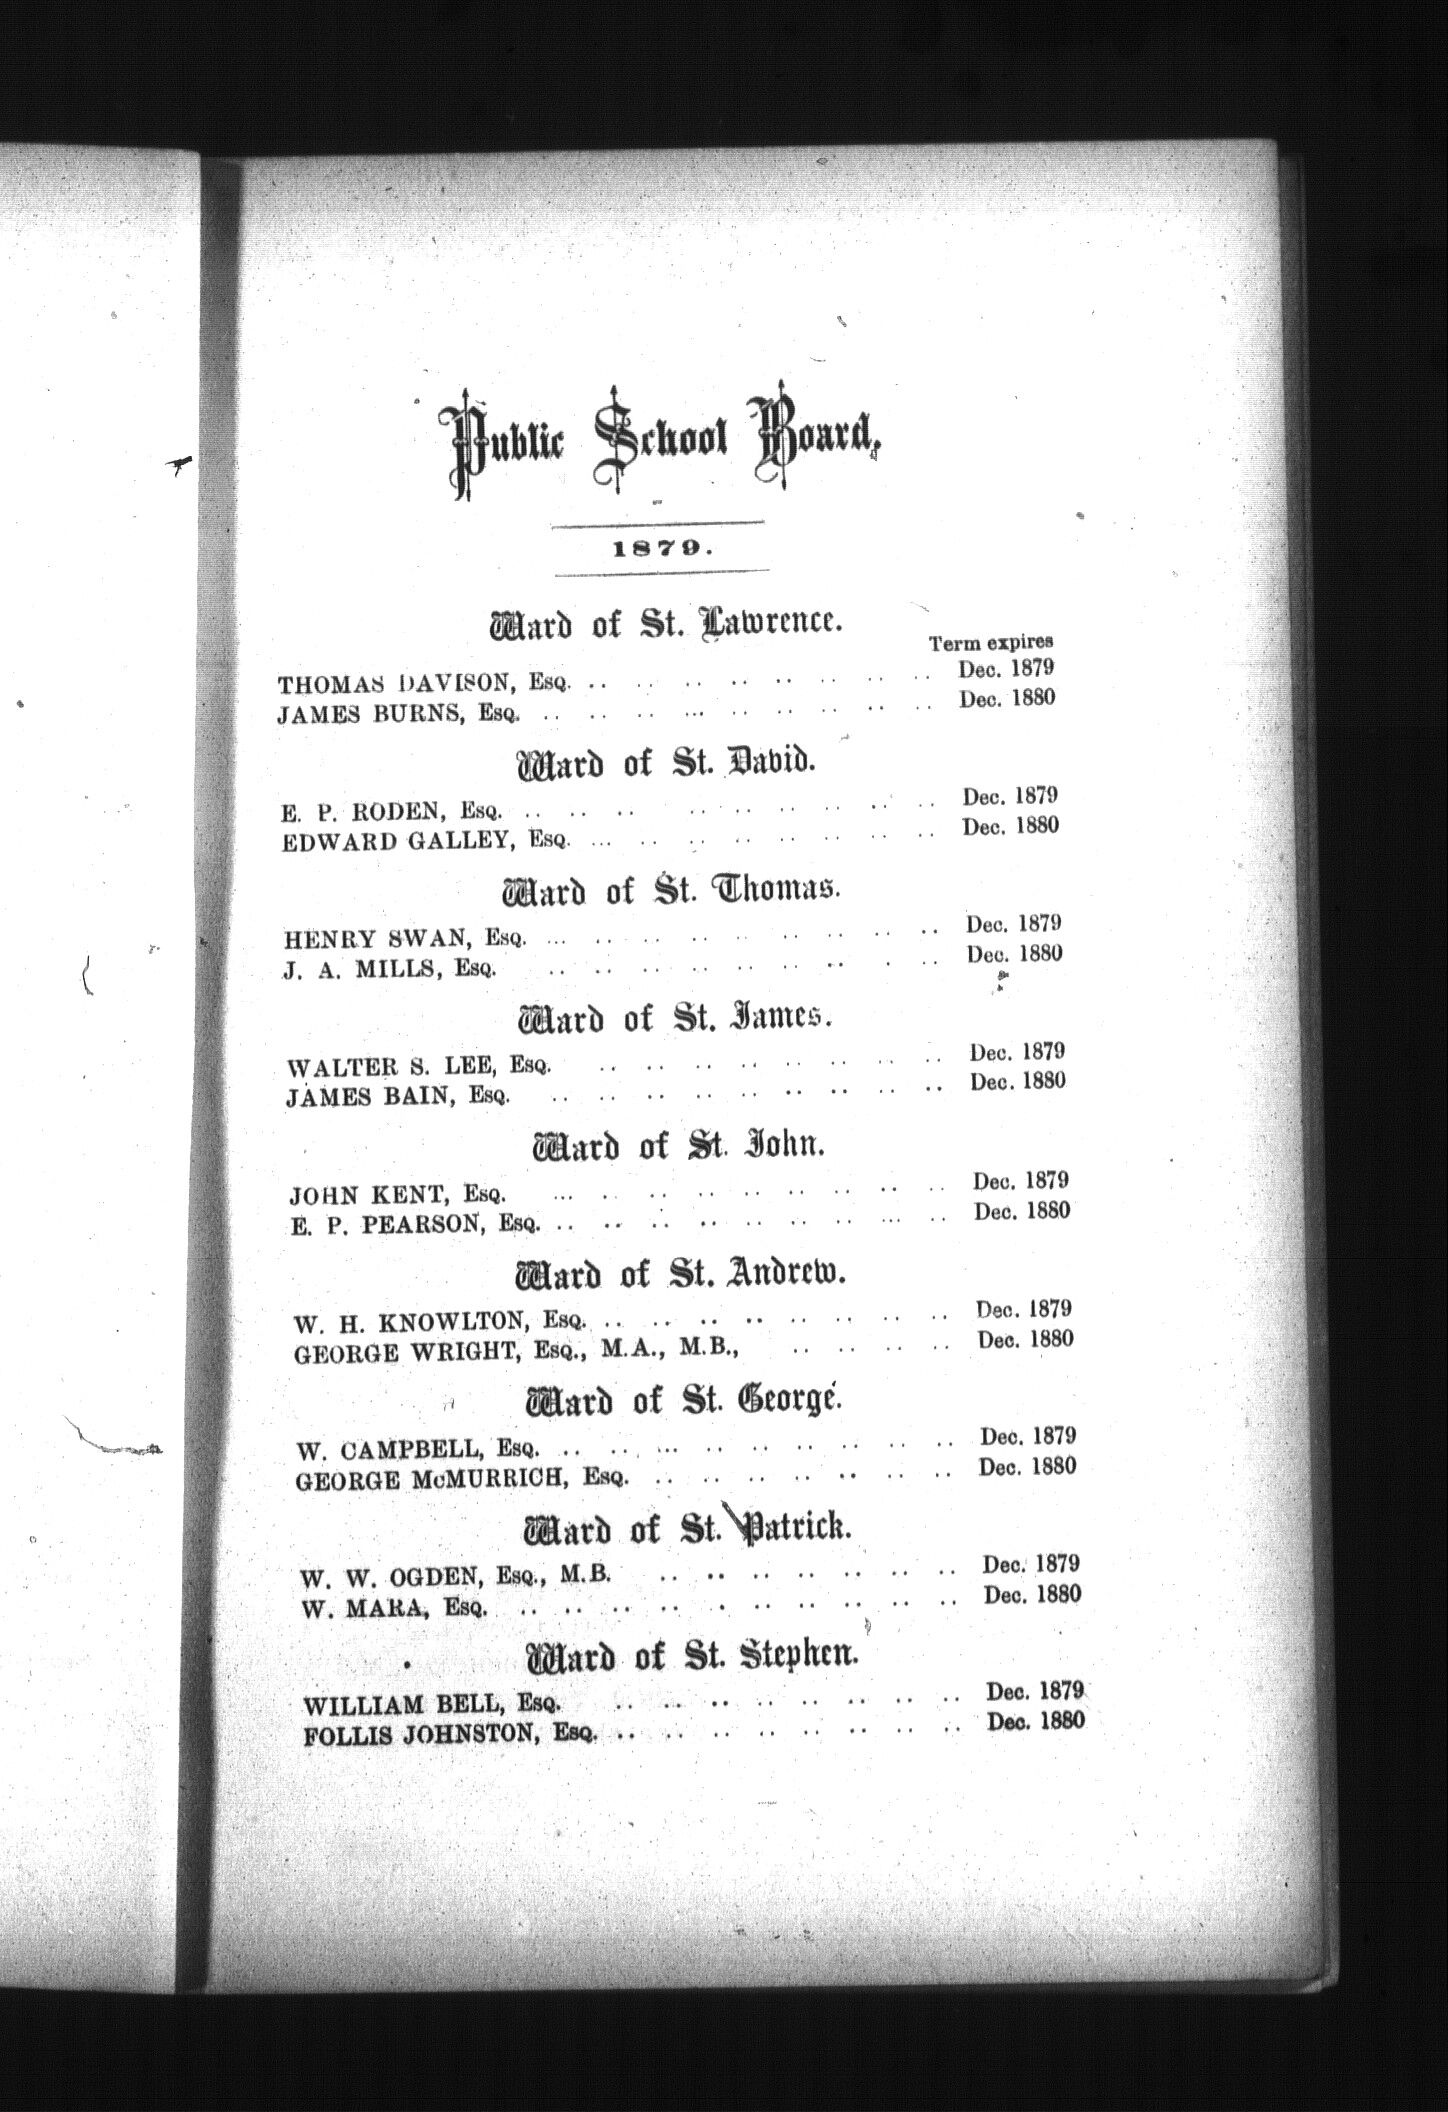 Public School Board,
1879.
Ward of St. Lawrence.
Term expires
THOMAS DAVISON, Esq. .. .. .. .. .. .. .. .. Dec. 1879
JAMES BURNS, Esq. .. .. .. ... .. .. .. .. .. Dec. 1880
Ward of St. David.
E. P. RODEN, Esq. .. .. .. .. .. .. .. .. .. Dec. 1879
EDWARD GALLEY, Esq. ... .. .. .. .. .. .. .. Dec. 1880
Ward of St. Thomas.
HENRY SWAN, Esq. ... .. .. .. .. .. .. .. .. Dec. 1879
J. A. MILLS, Esq. .. .. .. .. .. .. .. . .. Dec. 1880
Ward of St. James.
WALTER S. LEE, Esq. .. .. .. .. .. .. .. .. Dec. 1879
JAMES BAIN, Esq. .. .. .. .. .. .. .. .. .. Dec. 1880
Ward of St. John.
JOHN KENT, Esq. ... .. .. .. .. .. .. .. .. Dec. 1879
E. P. PEARSON, Esq. .. .. .. .. .. .. .. ... .. Dec. 1880
Ward of St. Andrew.
W. H. KNOWLTON, Esq. .. .. .. .. .. .. .. .. Dec. 1879
GEORGE WRIGHT, Esq., M.A., M.B., .. .. .. .. Dec. 1880
Ward of St. George.
W. CAMPBELL, Esq. .. .. ... .. .. .. .. .. .. Dec. 1879
GEORGE McMURRICH, Esq. .. .. .. .. .. .. .. Dec. 1880
Ward of St. Patrick.
W. W. OGDEN, Esq., M.B. .. .. .. .. .. .. .. Dec. 1879
W. MARA, Esq. .. .. .. .. . .. .. .. .. .. Dec. 1880
Ward of St. Stephen.
WILLIAM BELL, Esq. .. .. .. .. .. .. .. .. Dec. 1879
FOLLIS JOHNSTON, Esq. .. .. .. .. .. .. .. .. Dec. 1880